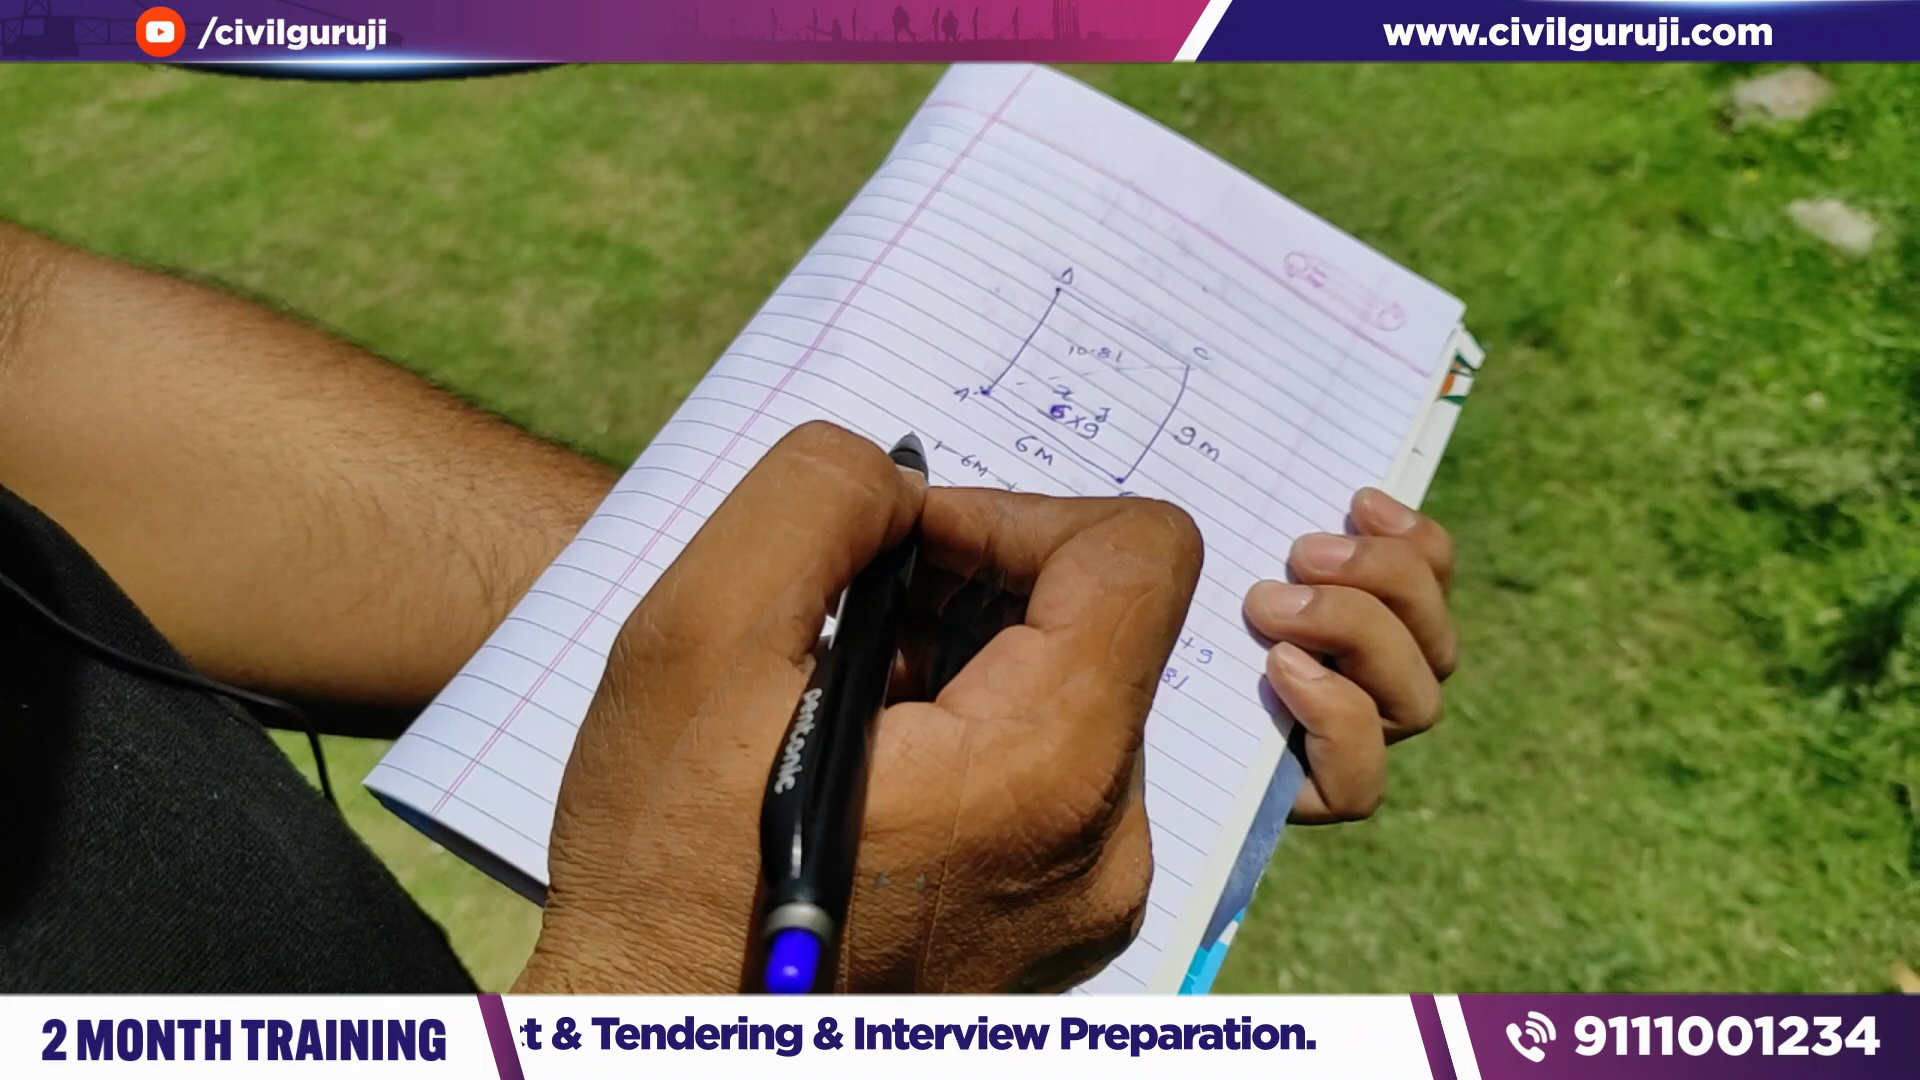 /civilguruji
www.civilguruji.com
D
10.81
C
A
6x9
9m
6M
6M
+9
81
pentonic
2 MONTH TRAINING
ct & Tendering & Interview Preparation.
9111001234